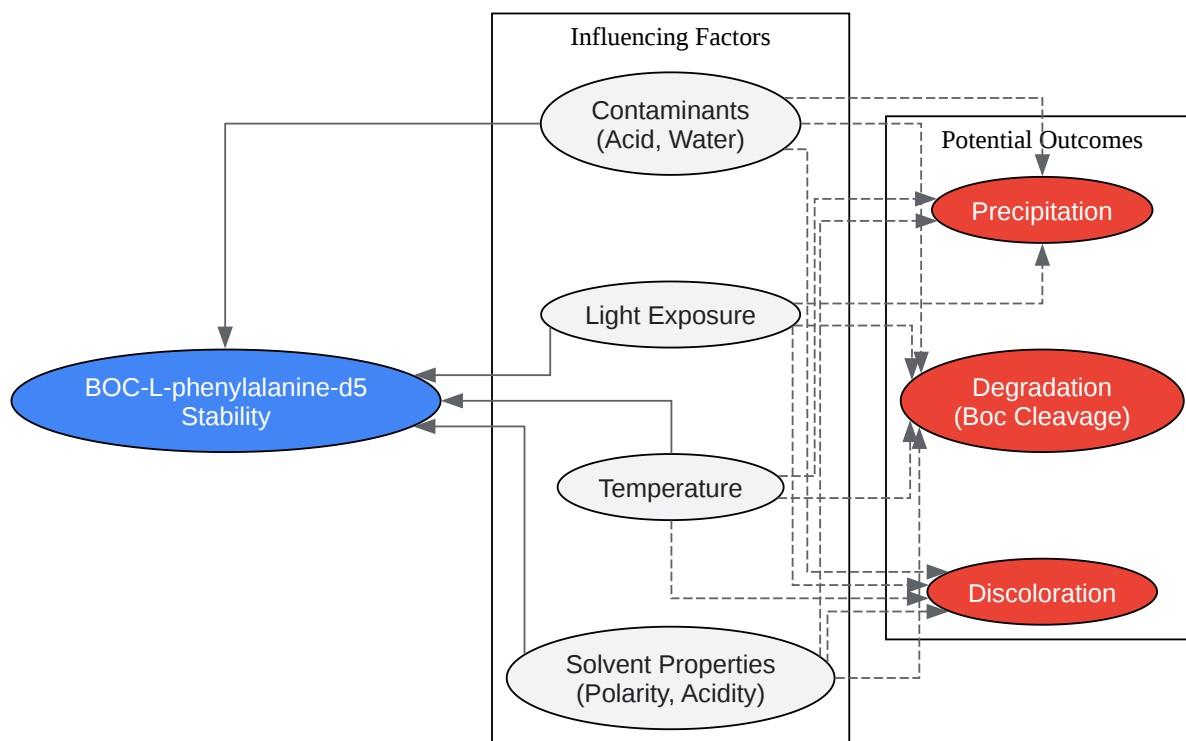 Influencing Factors
Contaminants
(Acid, Water)
Potential Outcomes
Precipitation
Light Exposure
BOC-L-phenylalanine-d5
Stability
Degradation
(Boc Cleavage)
Temperature
Discoloration
Solvent Properties
(Polarity, Acidity)